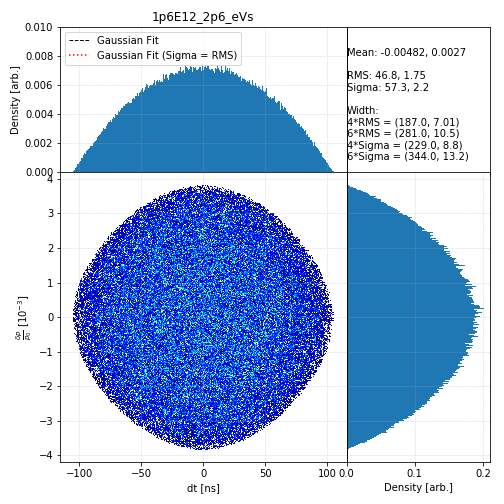 1p6E12_2p6_eVs
0.010
0.008
0.006
0.004
0.002
0.000
Density [arb.]
Gaussian Fit
Gaussian Fit (Sigma = RMS)
Mean: -0.00482, 0.0027
RMS: 46.8, 1.75
Sigma: 57.3, 2.2
Width:
4*RMS = (187.0, 7.01)
6*RMS = (281.0, 10.5)
4*Sigma = (229.0, 8.8)
6*Sigma = (344.0, 13.2)
4
3
2
1
0
−1
−2
−3
−4
δp/p₀ [10⁻³]
−100 −50 0 50 100
dt [ns]
0.0 0.1 0.2
Density [arb.]